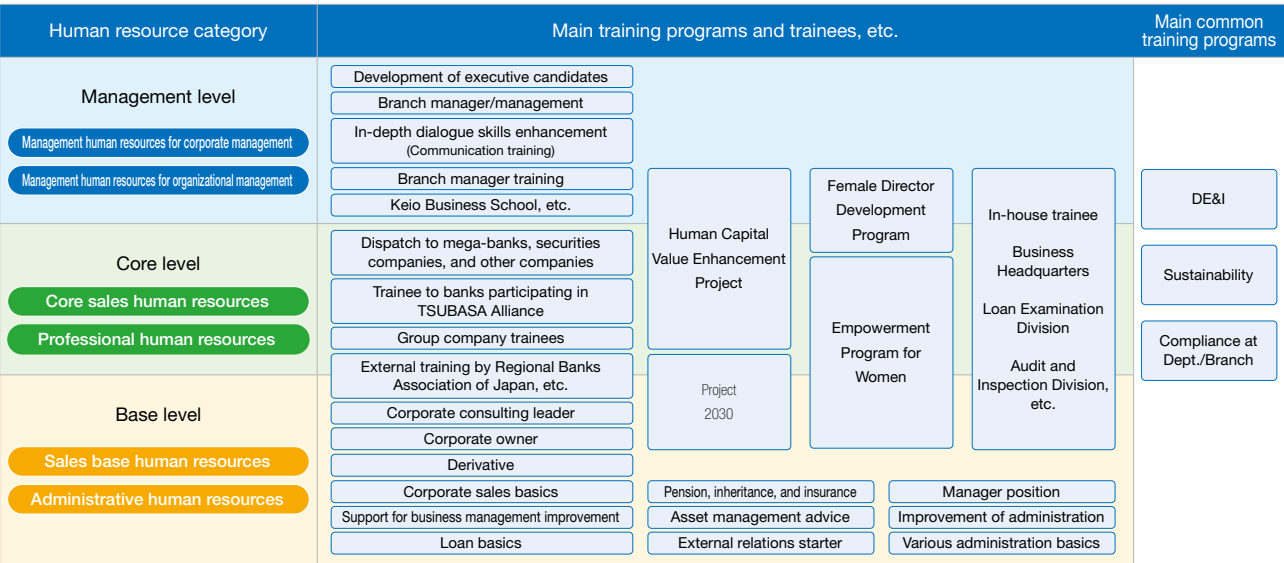 Human resource category
Main training programs and trainees, etc.
Main common
training programs
Management level
Management human resources for corporate management
Management human resources for organizational management
Development of executive candidates
Branch manager/management
In-depth dialogue skills enhancement
(Communication training)
Branch manager training
Keio Business School, etc.
Core level
Core sales human resources
Professional human resources
Dispatch to mega-banks, securities
companies, and other companies
Trainee to banks participating in
TSUBASA Alliance
Group company trainees
External training by Regional Banks
Association of Japan, etc.
Base level
Sales base human resources
Administrative human resources
Corporate consulting leader
Corporate owner
Derivative
Corporate sales basics
Support for business management improvement
Loan basics
Human Capital
Value Enhancement
Project
Project
2030
Female Director
Development
Program
Empowerment
Program for
Women
In-house trainee
Business
Headquarters
Loan Examination
Division
Audit and
Inspection Division,
etc.
Pension, inheritance, and insurance
Asset management advice
External relations starter
Manager position
Improvement of administration
Various administration basics
DE&I
Sustainability
Compliance at
Dept./Branch